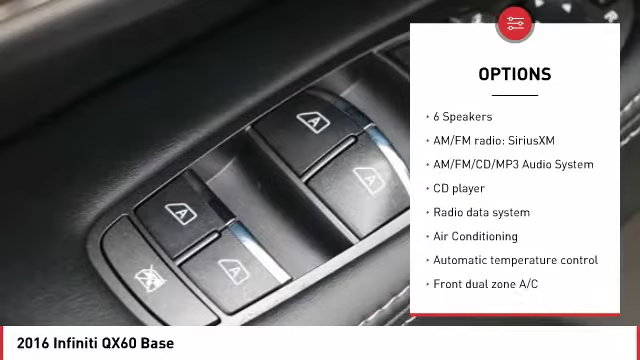 OPTIONS
6 Speakers
AM/FM radio: SiriusXM
AM/FM/CD/MP3 Audio System
CD player
Radio data system
Air Conditioning
Automatic temperature control
Front dual zone A/C
A
A
A
A
R
2016 Infiniti QX60 Base